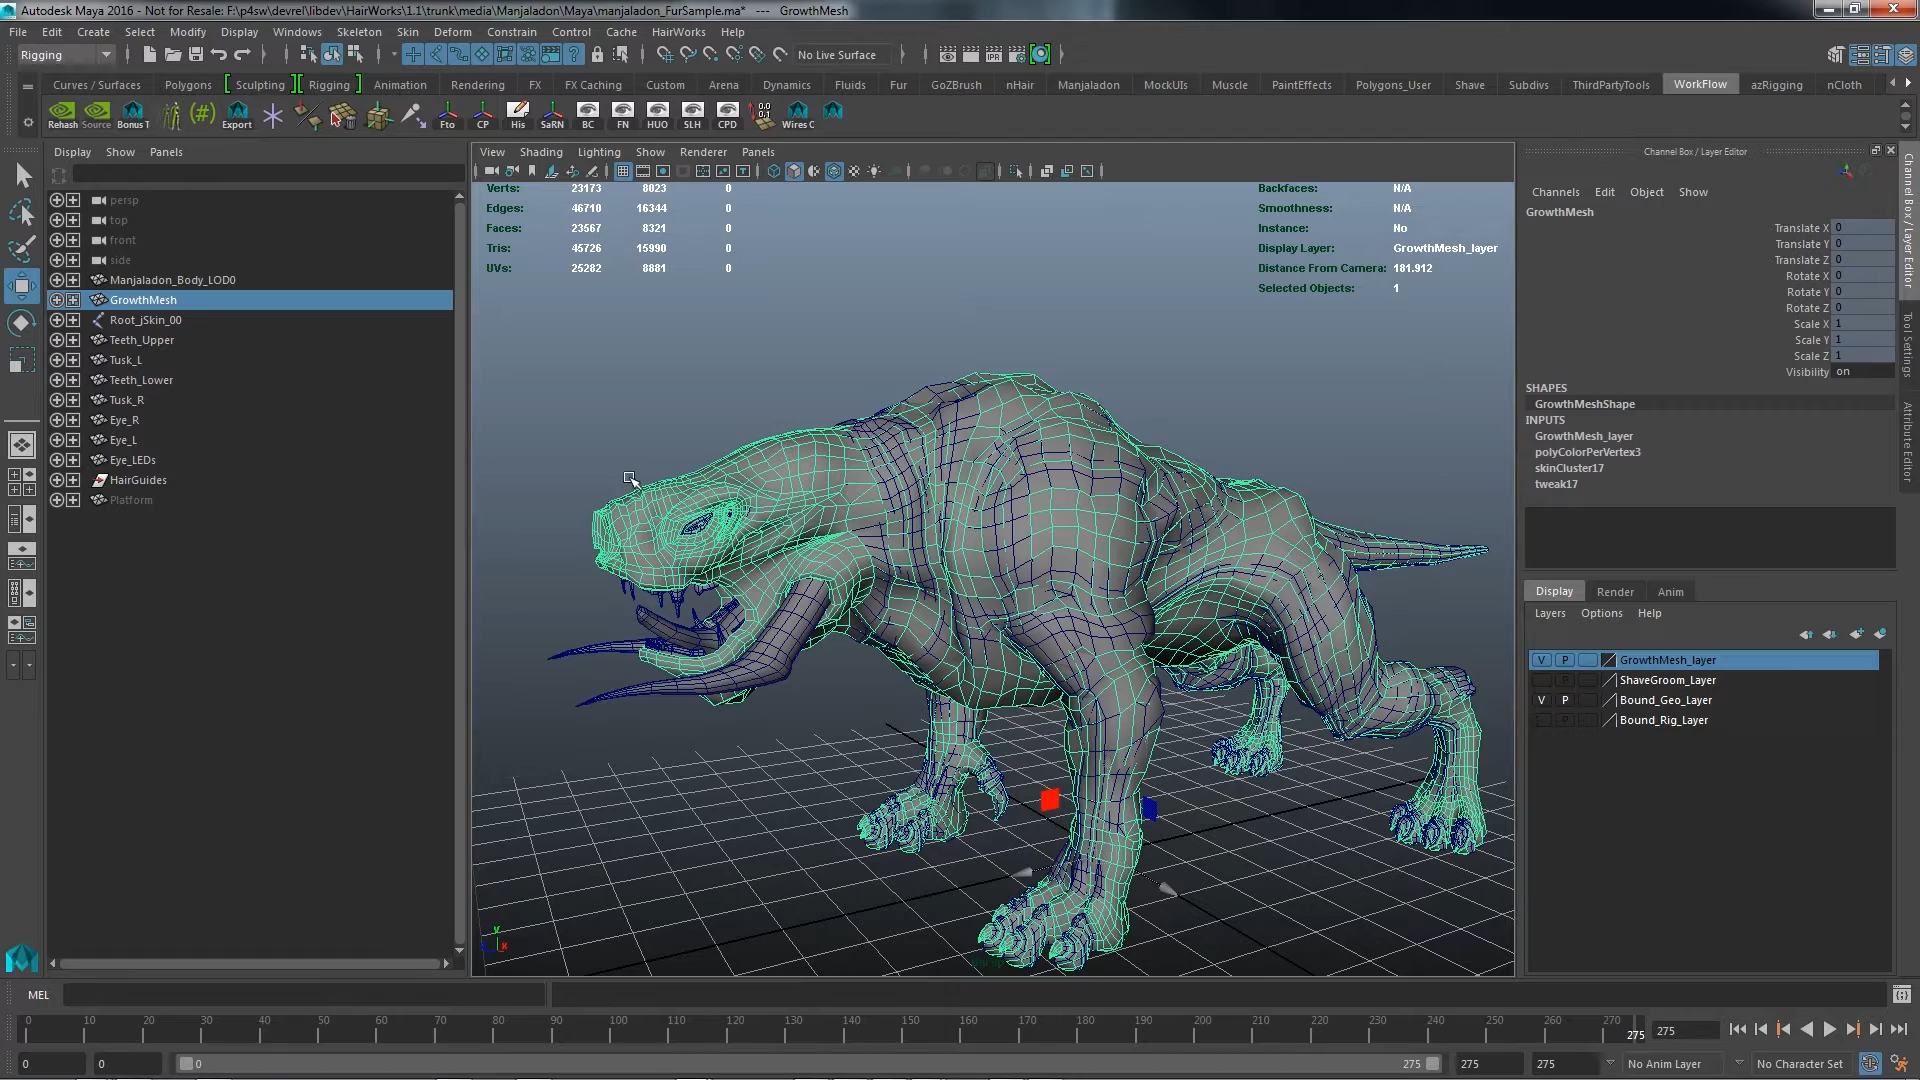 Autodesk Maya 2016 - Not for Resale: F:\p4sw\devrel\libdev\HairWorks\1.1\trunk\media\Manjaladon\Maya\manjaladon_FurSample.ma* --- GrowthMesh
File Edit Create Select Modify Display Windows Skeleton Skin Deform Constrain Control Cache HairWorks Help
Rigging No Live Surface
Curves / Surfaces Polygons Sculpting Rigging Animation Rendering FX FX Caching Custom Arena Dynamics Fluids Fur GoZBrush nHair Manjaladon MockUIs Muscle PaintEffects Polygons_User Shave Subdivs ThirdPartyTools WorkFlow azRigging nCloth
Rehash Source Bonus T (#) Export Fto CP His SaRN BC FN HUO SLH CPD 0.0 0.1 Wires C
Display Show Panels
persp
top
front
side
Manjaladon_Body_LOD0
GrowthMesh
Root_jSkin_00
Teeth_Upper
Tusk_L
Teeth_Lower
Tusk_R
Eye_R
Eye_L
Eye_LEDs
HairGuides
Platform
View Shading Lighting Show Renderer Panels
Verts: 23173 8023 0
Edges: 46710 16344 0
Faces: 23567 8321 0
Tris: 45726 15990 0
UVs: 25282 8881 0
Backfaces: N/A
Smoothness: N/A
Instance: No
Display Layer: GrowthMesh_layer
Distance From Camera: 181.912
Selected Objects: 1
y
x
Channel Box / Layer Editor
Channels Edit Object Show
GrowthMesh
Translate X 0
Translate Y 0
Translate Z 0
Rotate X 0
Rotate Y 0
Rotate Z 0
Scale X 1
Scale Y 1
Scale Z 1
Visibility on
SHAPES
GrowthMeshShape
INPUTS
GrowthMesh_layer
polyColorPerVertex3
skinCluster17
tweak17
Display Render Anim
Layers Options Help
V P GrowthMesh_layer
P ShaveGroom_Layer
V P Bound_Geo_Layer
P Bound_Rig_Layer
Channel Box / Layer Editor
Tool Settings
Attribute Editor
MEL
0 10 20 30 40 50 60 70 80 90 100 110 120 130 140 150 160 170 180 190 200 210 220 230 240 250 260 270 275 275
0 0 0 275 275 275 No Anim Layer No Character Set